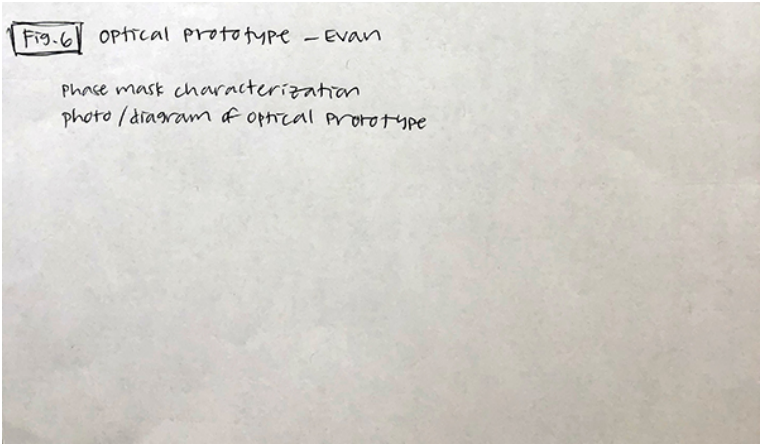 Fig.6 optical prototype - Evan
phase mask characterization
photo/diagram of optical prototype